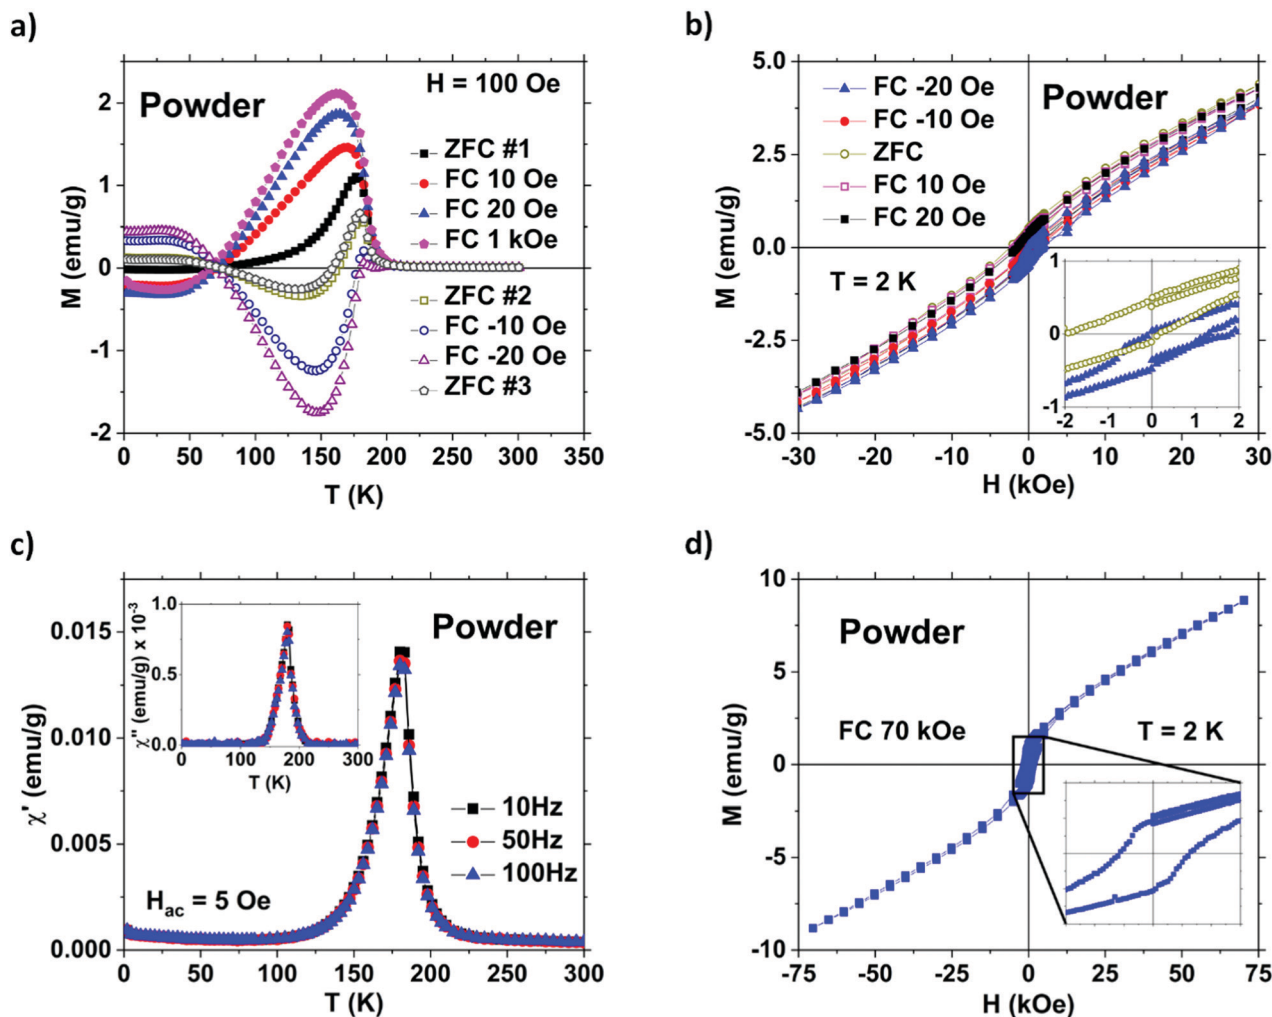 a)
Powder
H = 100 Oe
ZFC #1
FC 10 Oe
FC 20 Oe
FC 1 kOe
ZFC #2
FC -10 Oe
FC -20 Oe
ZFC #3
M (emu/g)
2
1
0
-1
-2
0 50 100 150 200 250 300 350
T (K)
b)
FC -20 Oe
FC -10 Oe
ZFC
FC 10 Oe
FC 20 Oe
Powder
T = 2 K
M (emu/g)
5.0
2.5
0.0
-2.5
-5.0
-30 -20 -10 0 10 20 30
H (kOe)
1
0
-1
-2 -1 0 1 2
c)
Powder
χ'' (emu/g) x 10-3
1.0
0.5
0.0
0 100 200 300
T (K)
10Hz
50Hz
100Hz
Hac = 5 Oe
χ' (emu/g)
0.015
0.010
0.005
0.000
0 50 100 150 200 250 300
T (K)
d)
Powder
FC 70 kOe
T = 2 K
M (emu/g)
10
5
0
-5
-10
-75 -50 -25 0 25 50 75
H (kOe)